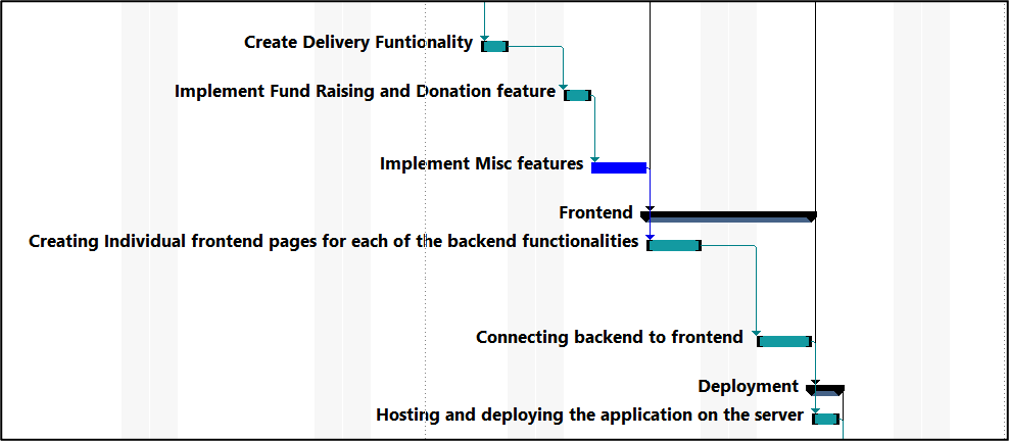 Create Delivery Funtionality
Implement Fund Raising and Donation feature
Implement Misc features
Frontend
Creating Individual frontend pages for each of the backend functionalities
Connecting backend to frontend
Deployment
Hosting and deploying the application on the server